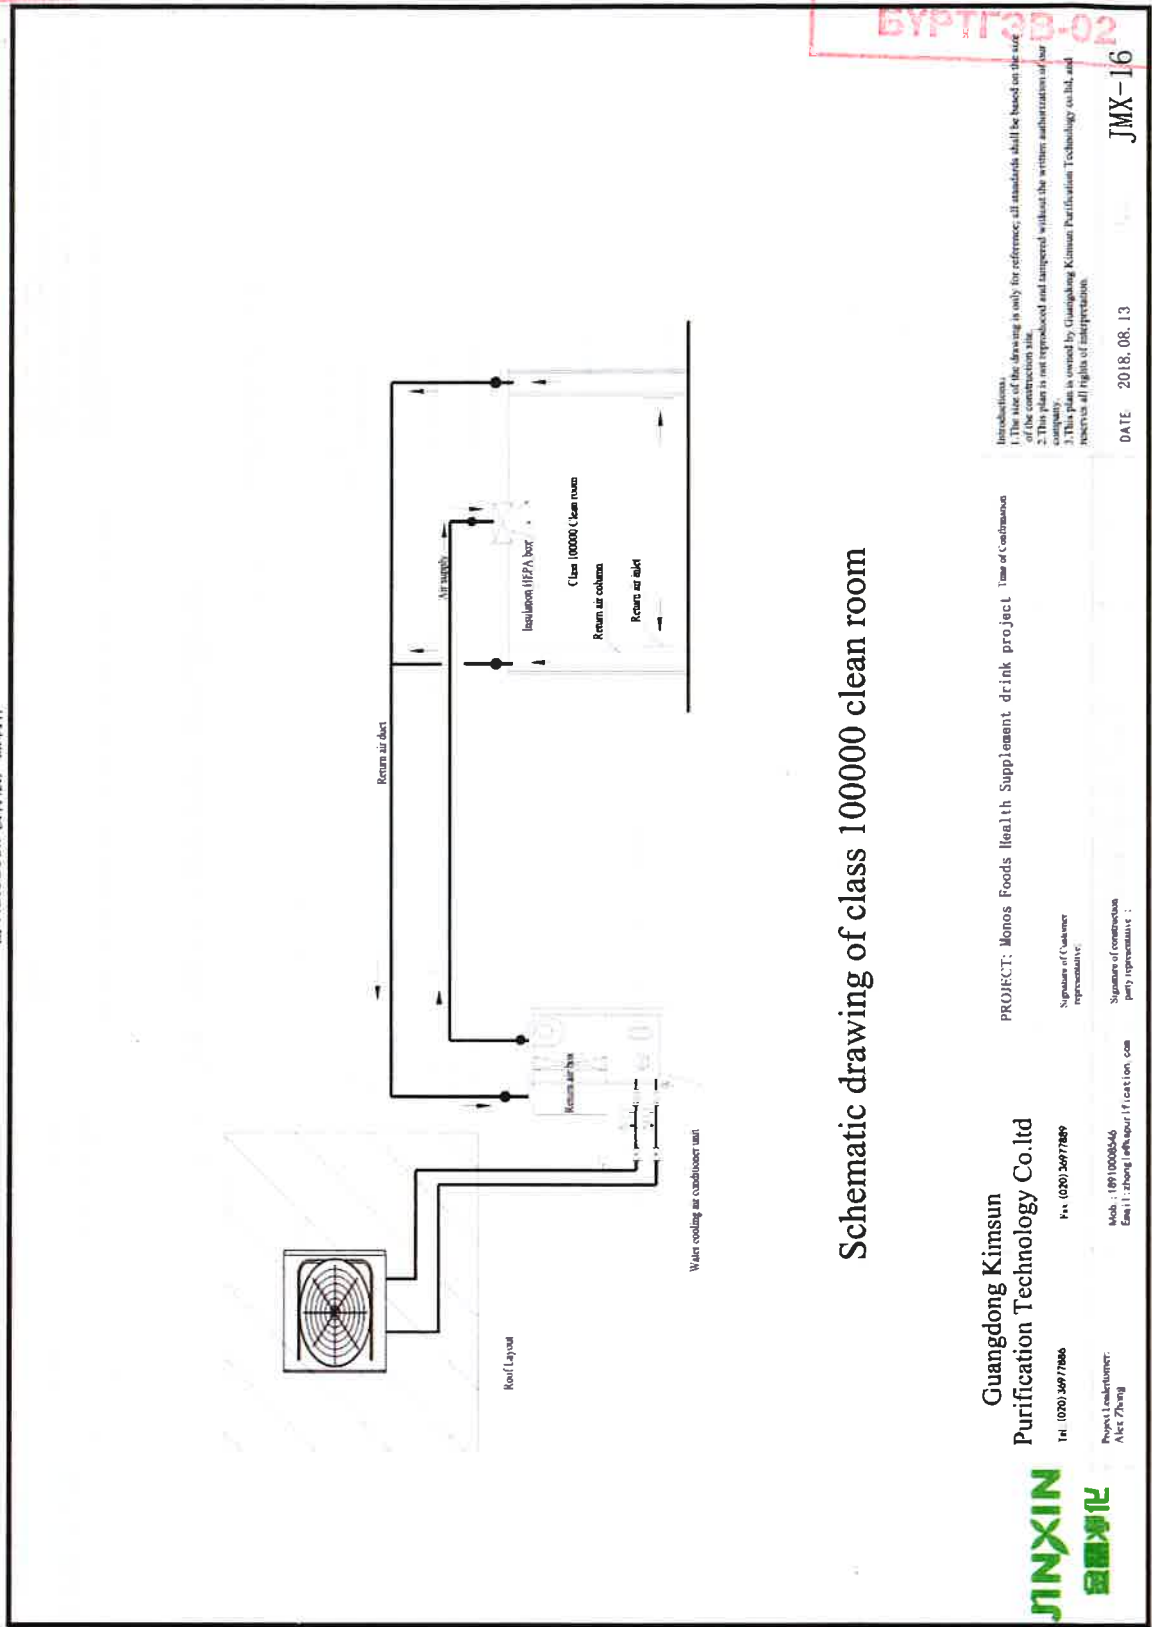 БҮРТГЭВ-02
Return air duct
Air supply
Insulation HEPA box
Class 100000 Clean room
Return air column
Return air inlet
Return air box
Water cooling air conditioner unit
Roof Layout
Schematic drawing of class 100000 clean room
JINXIN
Guangdong Kimsun
Purification Technology Co.ltd
Tel. (020) 36977886
Fax (020) 36977889
Alex Zhang
Mob.: 18910008546
PROJECT: Monos Foods Health Supplement drink project
Time of Confirmation
Signature of Customer
representative:
Signature of construction
party representative :
Introductions:
1.The size of the drawing is only for reference; all standards shall be based on the size
of the construction site.
2.This plan is not reproduced and tampered without the written authorization of our
company.
3.This plan is owned by Guangdong Kimsun Purification Technology co.ltd, and
reserves all rights of interpretation.
DATE 2018.08.13
JMX-16